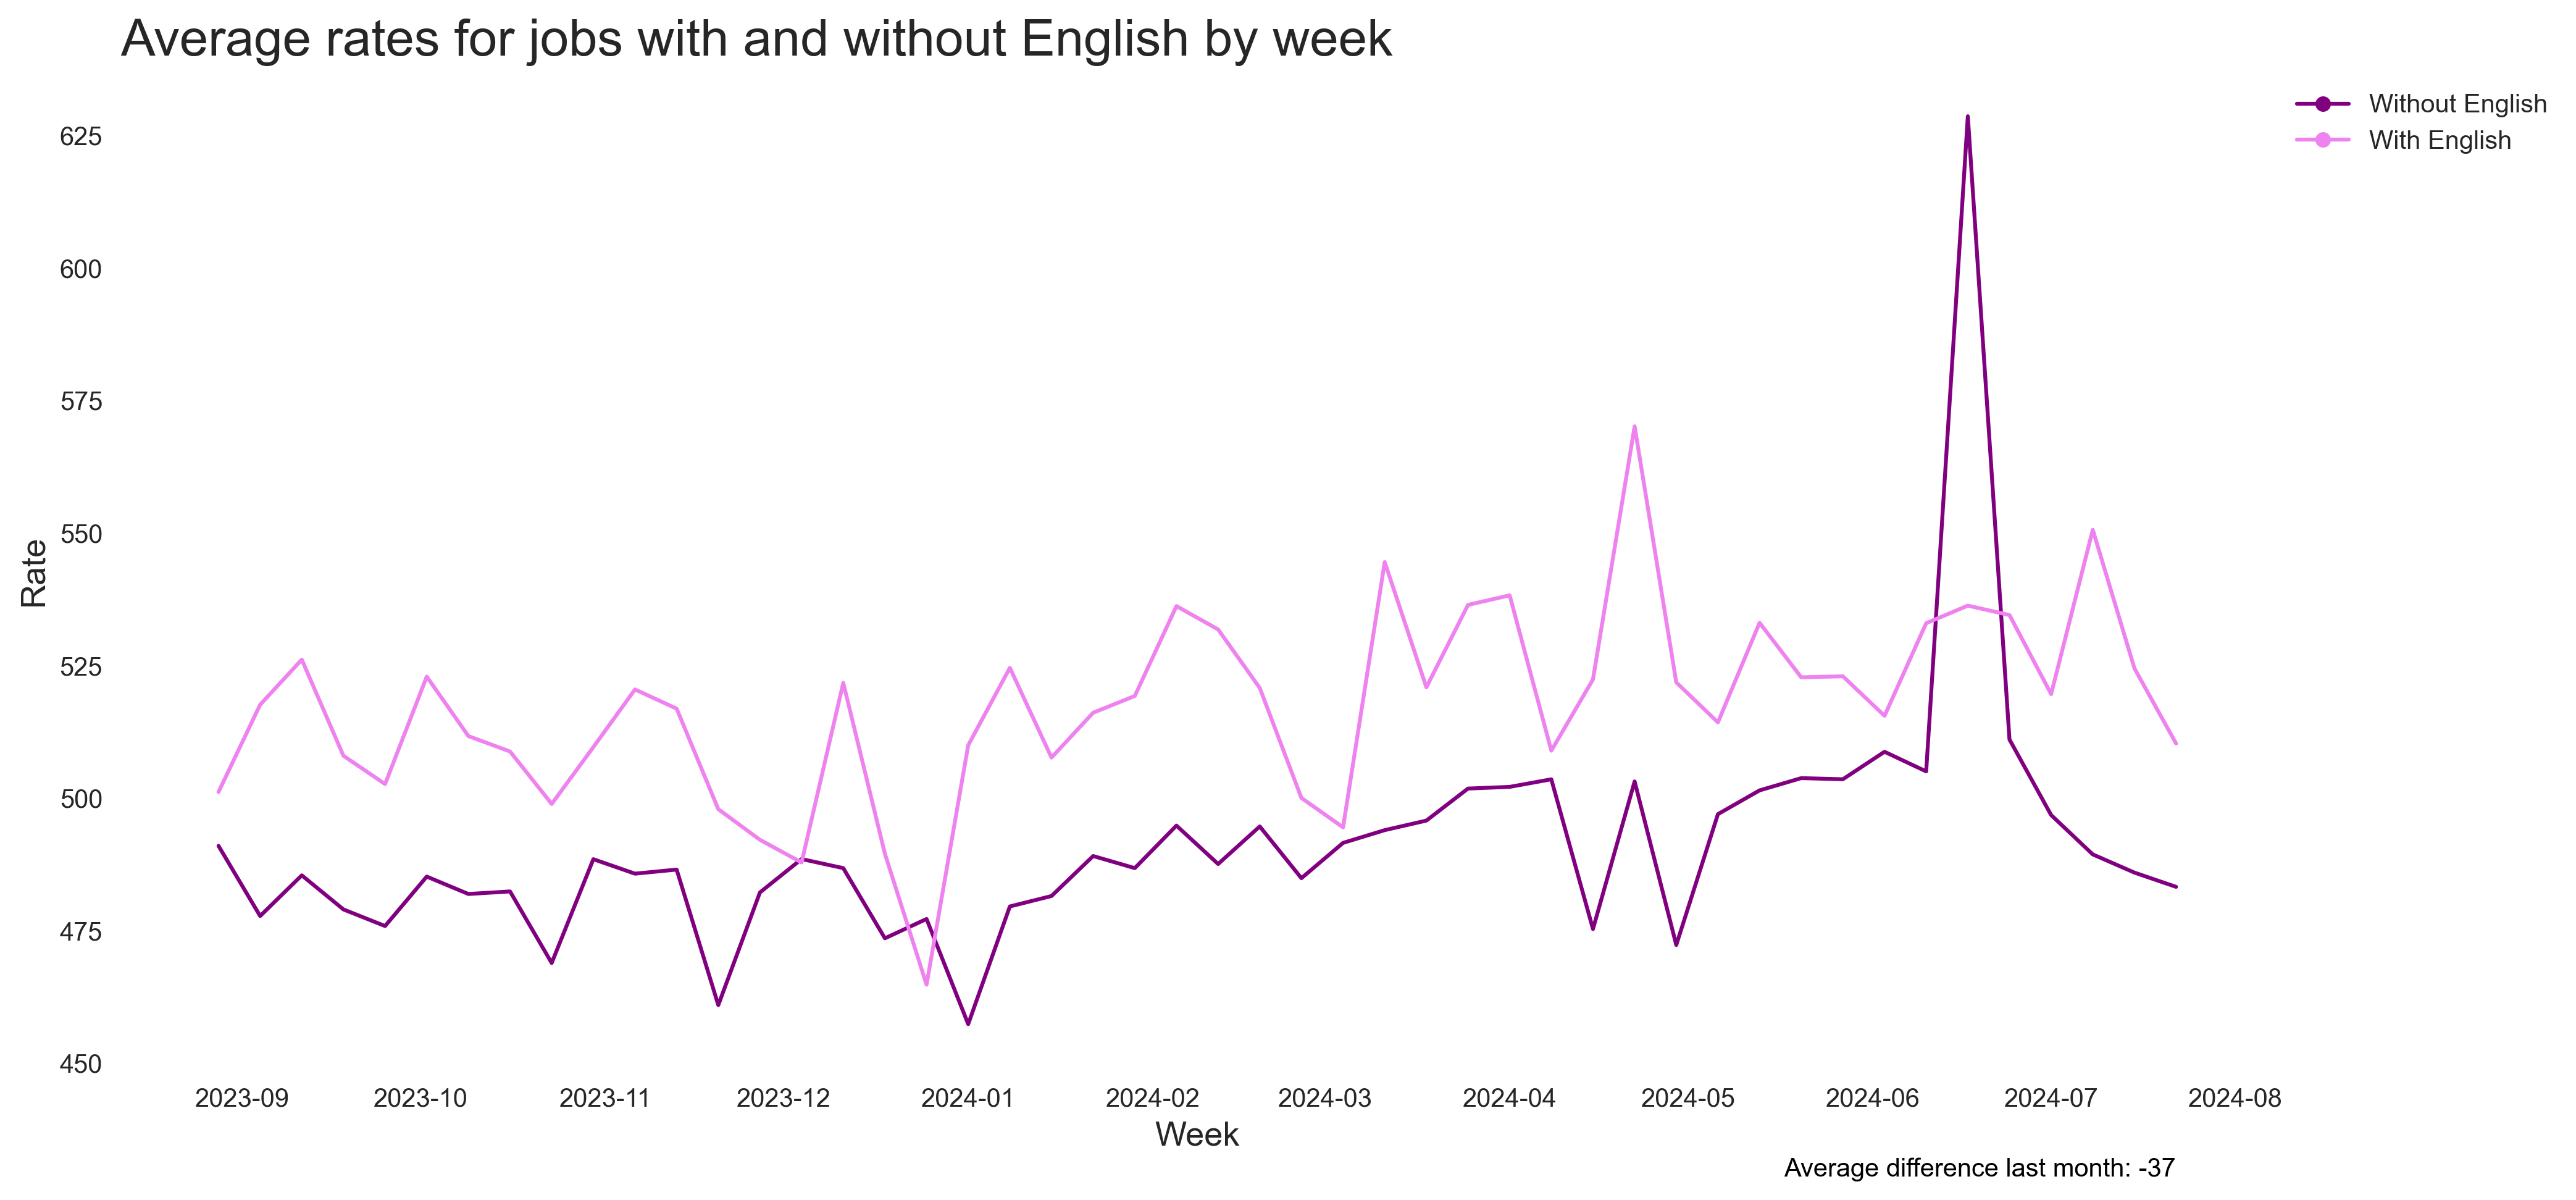 Average rates for jobs with and without English by week
Without English
With English
625
600
575
550
525
500
475
450
Rate
2023-09 2023-10 2023-11 2023-12 2024-01 2024-02 2024-03 2024-04 2024-05 2024-06 2024-07 2024-08
Week
Average difference last month: -37